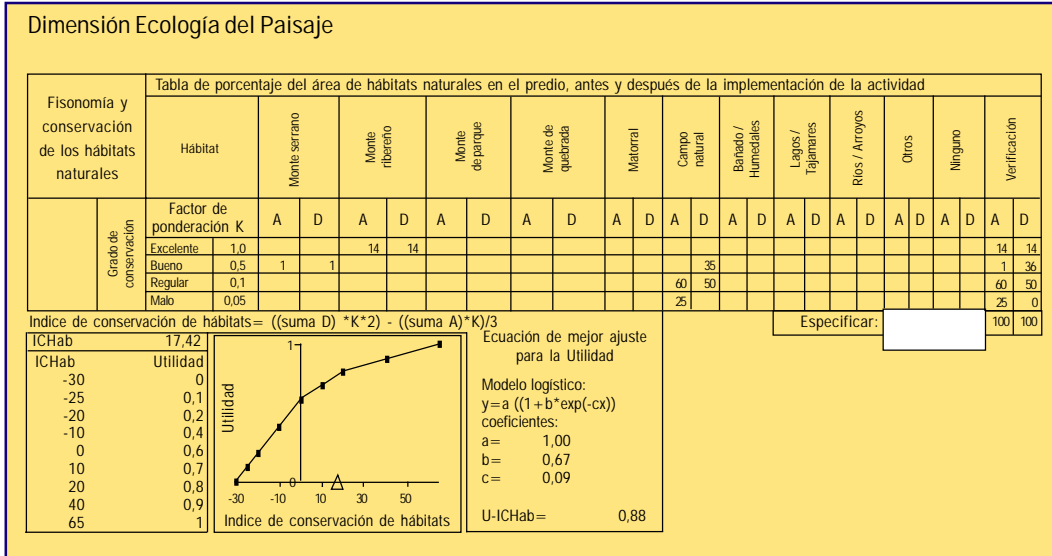 Dimensión Ecología del Paisaje
Fisonomía y conservación de los hábitats naturales
Tabla de porcentaje del área de hábitats naturales en el predio, antes y después de la implementación de la actividad
Hábitat
Monte serrano
Monte ribereño
Monte de parque
Monte de quebrada
Matorral
Campo natural
Bañado / Humedales
Lagos / Tajamares
Ríos / Arroyos
Otros
Ninguno
Verificación
Grado de conservación
Factor de ponderación K A D A D A D A D A D A D A D A D A D A D A D A D
Excelente 1,0 14 14 14 14
Bueno 0,5 1 1 35 1 36
Regular 0,1 60 50 60 50
Malo 0,05 25 25 0
Indice de conservación de hábitats= ((suma D) *K*2) - ((suma A)*K)/3
Especificar: 100 100
ICHab 17,42
ICHab Utilidad
-30 0
-25 0,1
-20 0,2
-10 0,4
0 0,6
10 0,7
20 0,8
40 0,9
65 1
Utilidad
1
0
-30 -10 10 30 50
Indice de conservación de hábitats
Ecuación de mejor ajuste
para la Utilidad
Modelo logístico:
y=a ((1+b*exp(-cx))
coeficientes:
a= 1,00
b= 0,67
c= 0,09
U-ICHab= 0,88